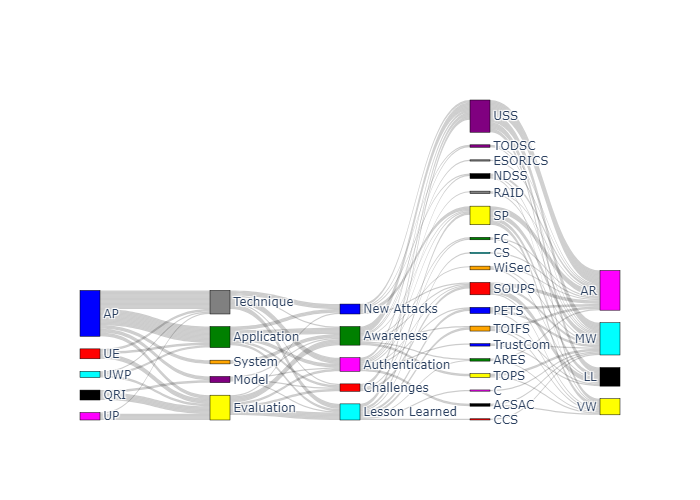 AP
UE
UWP
QRI
UP
Technique
Application
System
Model
Evaluation
New Attacks
Awareness
Authentication
Challenges
Lesson Learned
USS
TODSC
ESORICS
NDSS
RAID
SP
FC
CS
WiSec
SOUPS
PETS
TOIFS
TrustCom
ARES
TOPS
C
ACSAC
CCS
AR
MW
LL
VW